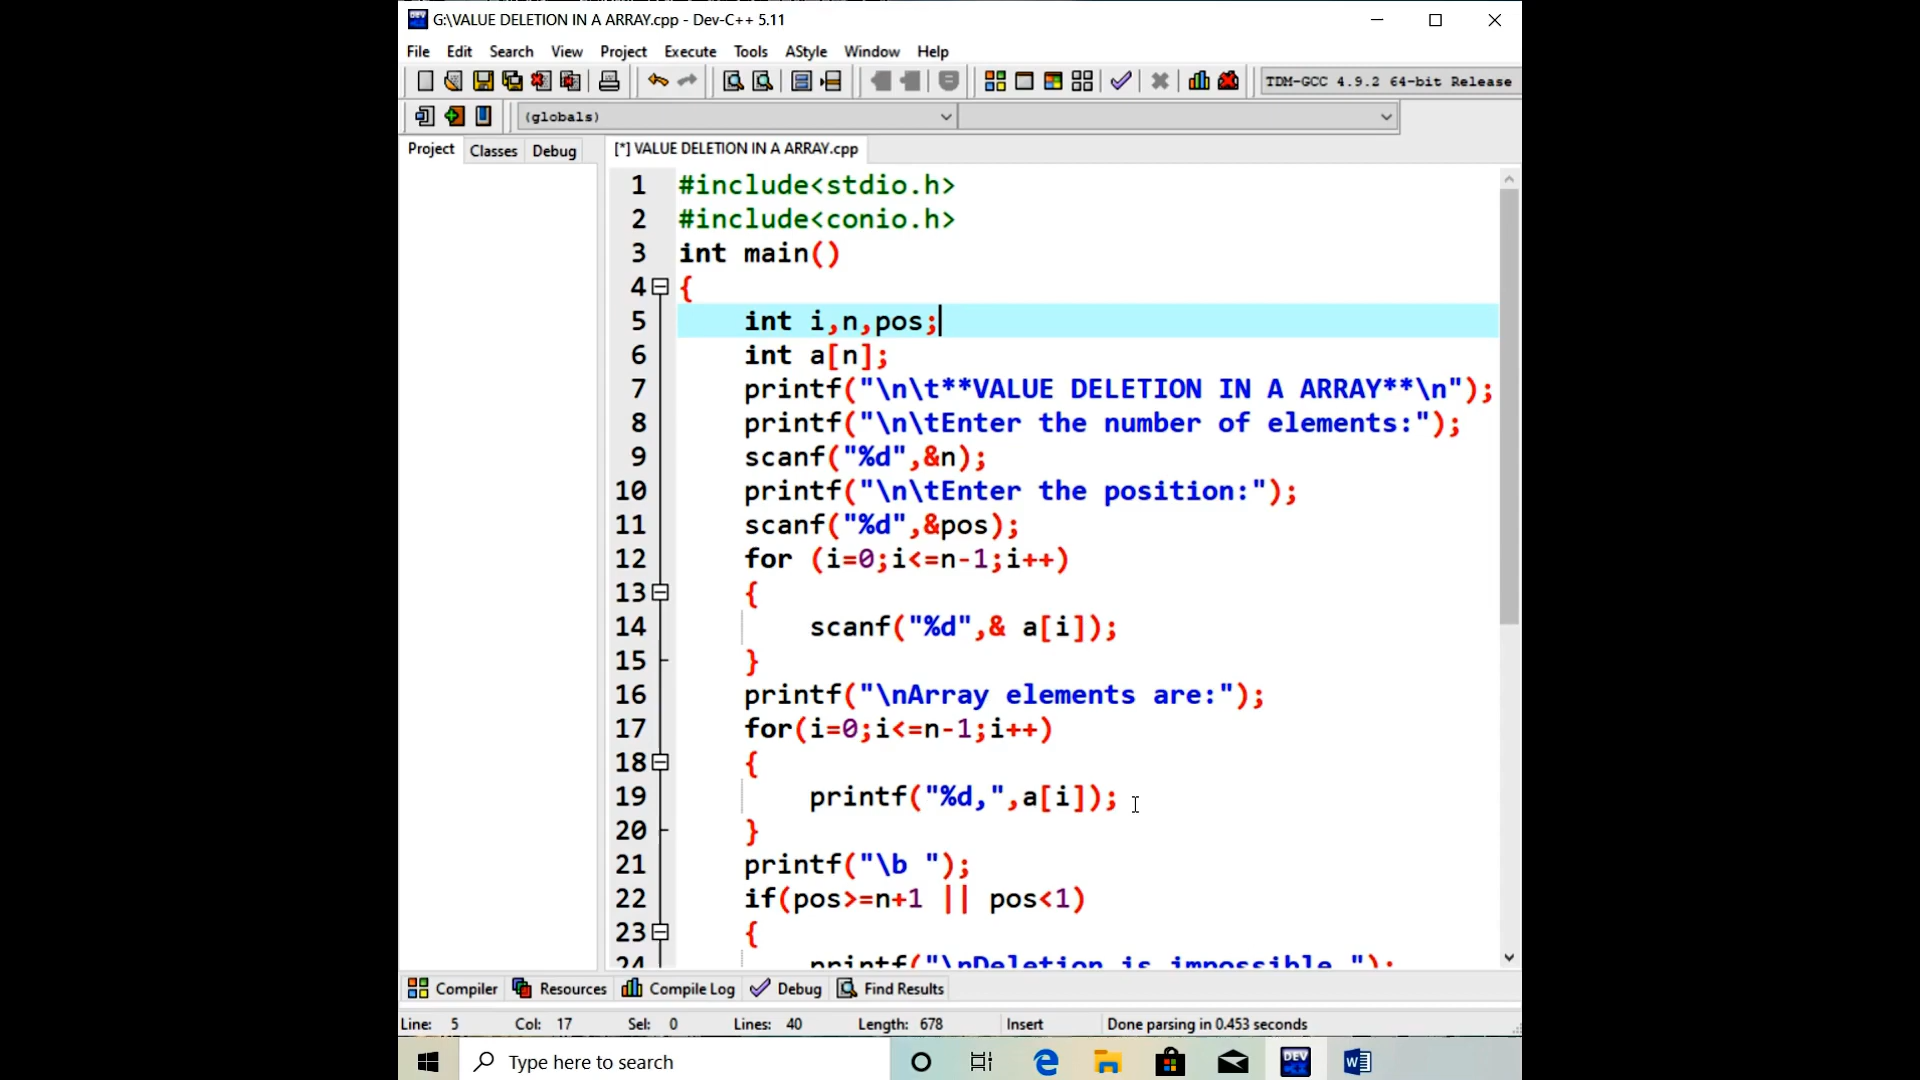 G:\VALUE DELETION IN A ARRAY.cpp - Dev-C++ 5.11
File Edit Search View Project Execute Tools AStyle Window Help
TDM-GCC 4.9.2 64-bit Release
(globals)
Project Classes Debug [*] VALUE DELETION IN A ARRAY.cpp
1 #include<stdio.h>
2 #include<conio.h>
3 int main()
4 {
5 int i,n,pos;
6 int a[n];
7 printf("\n\t**VALUE DELETION IN A ARRAY**\n");
8 printf("\n\tEnter the number of elements:");
9 scanf("%d",&n);
10 printf("\n\tEnter the position:");
11 scanf("%d",&pos);
12 for (i=0;i<=n-1;i++)
13 {
14 scanf("%d",& a[i]);
15 }
16 printf("\nArray elements are:");
17 for(i=0;i<=n-1;i++)
18 {
19 printf("%d,",a[i]);
20 }
21 printf("\b ");
22 if(pos>=n+1 || pos<1)
23 {
24 printf("\nDeletion is impossible.");
Compiler Resources Compile Log Debug Find Results
Line: 5 Col: 17 Sel: 0 Lines: 40 Length: 678 Insert Done parsing in 0.453 seconds
Type here to search
DEV
W